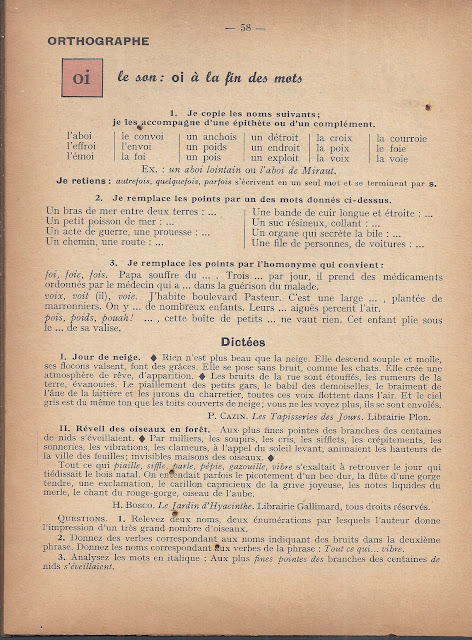 — 58 —
ORTHOGRAPHE
oi
le son : oi à la fin des mots
1. Je copie les noms suivants ;
je les accompagne d'une épithète ou d'un complément.
l'aboi le convoi un anchois un détroit la croix la courroie
l'effroi l'envoi un poids un endroit la poix le foie
l'émoi la foi un pois un exploit la voix la voie
Ex. : un aboi lointain ou l'aboi de Miraut.
Je retiens : autrefois, quelquefois, parfois s'écrivent en un seul mot et se terminent par s.
2. Je remplace les points par un des mots donnés ci-dessus.
Un bras de mer entre deux terres : ... Une bande de cuir longue et étroite : ...
Un petit poisson de mer : ... Un suc résineux, collant : ...
Un acte de guerre, une prouesse : ... Un organe qui secrète la bile : ...
Un chemin, une route : ... Une file de personnes, de voitures : ...
3. Je remplace les points par l'homonyme qui convient :
foi, foie, fois. Papa souffre du ... . Trois ... par jour, il prend des médicaments
ordonnés par le médecin qui a ... dans la guérison du malade.
voix, voit (il), voie. J'habite boulevard Pasteur. C'est une large ... , plantée de
marronniers. On y ... de nombreux enfants. Leurs ... aiguës percent l'air.
pois, poids, pouah! ... , cette boîte de petits ... ne vaut rien. Cet enfant plie sous
le ... de sa valise.
Dictées
I. Jour de neige. ◆ Rien n'est plus beau que la neige. Elle descend souple et molle,
ses flocons valsent, font des grâces. Elle se pose sans bruit, comme les chats. Elle crée une
atmosphère de rêve, d'apparition. ◆ Les bruits de la rue sont étouffés, les rumeurs de la
terre, évanouies. Le piaillement des petits gars, le babil des demoiselles, le braiment de
l'âne de la laitière et les jurons du charretier, toutes ces voix flottent dans l'air. Et le ciel
gris est du même ton que les toits couverts de neige ; vous ne les voyez plus, ils se sont envolés.
P. CAZIN. Les Tapisseries des Jours. Librairie Plon.
II. Réveil des oiseaux en forêt. Aux plus fines pointes des branches des centaines
de nids s'éveillaient. ◆ Par milliers, les soupirs, les cris, les sifflets, les crépitements, les
sonneries, les vibrations, les clameurs, à l'appel du soleil levant, animaient les hauteurs de
la ville des feuilles ; invisibles maisons des oiseaux. ◆
Tout ce qui piaille, siffle, parle, pépie, gazouille, vibre s'exaltait à retrouver le jour qui
tiédissait le bois natal. On entendait parfois le picotement d'un bec dur, la flûte d'une gorge
tendre, une exclamation, le carillon capricieux de la grive joyeuse, les notes liquides du
merle, le chant du rouge-gorge, oiseau de l'aube.
H. BOSCO. Le Jardin d'Hyacinthe. Librairie Gallimard, tous droits réservés.
QUESTIONS. 1. Relevez deux noms, deux énumérations par lesquels l'auteur donne
l'impression d'un très grand nombre d'oiseaux.
2. Donnez des verbes correspondant aux noms indiquant des bruits dans la deuxième
phrase. Donnez les noms correspondant aux verbes de la phrase : Tout ce qui... vibre.
3. Analysez les mots en italique : Aux plus fines pointes des branches des centaines de
nids s'éveillaient.